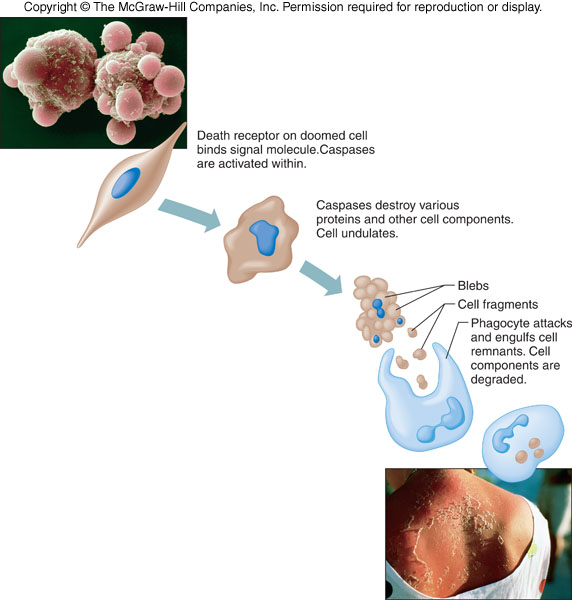 Copyright © The McGraw-Hill Companies, Inc. Permission required for reproduction or display.
Death receptor on doomed cell
binds signal molecule.Caspases
are activated within.
Caspases destroy various
proteins and other cell components.
Cell undulates.
Blebs
Cell fragments
Phagocyte attacks
and engulfs cell
remnants. Cell
components are
degraded.